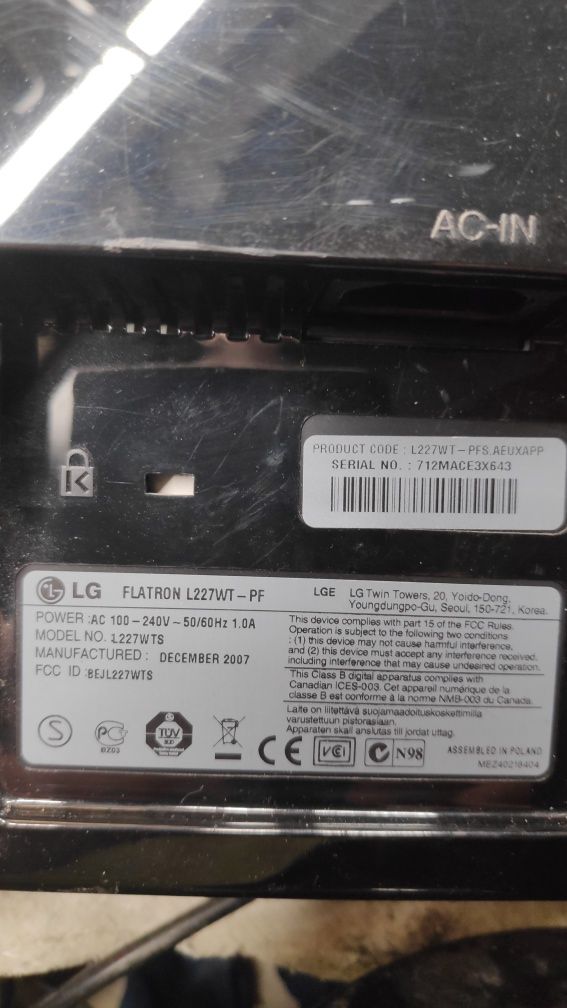 AC-IN
K
PRODUCT CODE : L227WT-PFS.AEUXAPP
SERIAL NO. : 712MACE3X643
LG FLATRON L227WT-PF
LGE LG Twin Towers, 20, Yoido-Dong,
Youngdungpo-Gu, Seoul, 150-721, Korea.
POWER :AC 100-240V~50/60Hz 1.0A
MODEL NO. :L227WTS
MANUFACTURED : DECEMBER 2007
FCC ID :BEJL227WTS
This device complies with part 15 of the FCC Rules.
Operation is subject to the following two conditions
: (1) this device may not cause harmful interference,
and (2) this device must accept any interference received,
including interference that may cause undesired operation.
This Class B digital apparatus complies with
Canadian ICES-003. Cet appareil numérique de la
classe B est conforme à la norme NMB-003 du Canada.
Laite on liitettävä suojamaadoituskoskettimilla
varustettuun pistorasiaan.
Apparaten skall anslutas till jordat uttag.
S
BZ03
TÜV
SÜD
CE
VCI
C
N98
ASSEMBLED IN POLAND
MEZ40218404